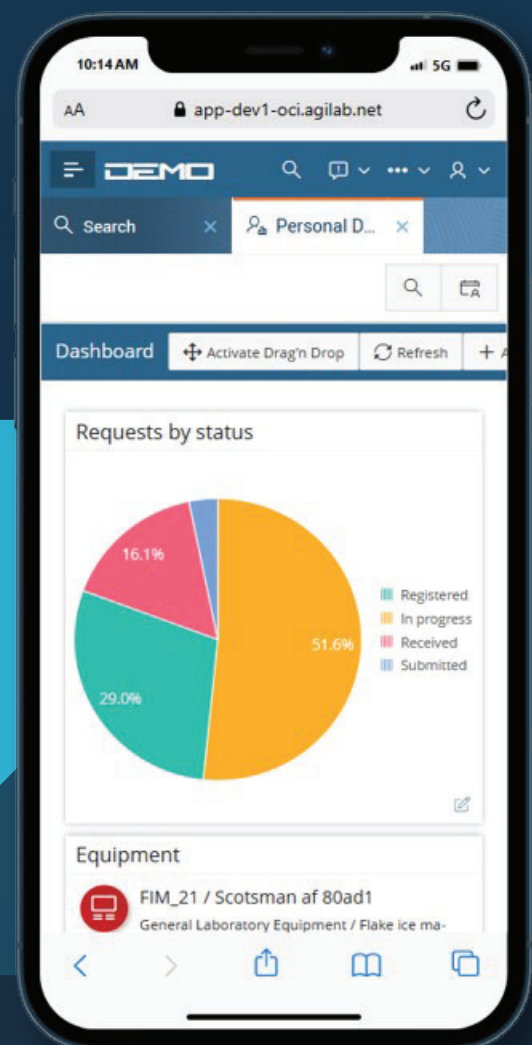 10:14 AM
5G
AA
app-dev1-oci.agilab.net
DEMO
Search
Personal D...
Dashboard
Activate Drag'n Drop
Refresh
Requests by status
16.1%
51.6%
29.0%
Registered
In progress
Received
Submitted
Equipment
FIM_21 / Scotsman af 80ad1
General Laboratory Equipment / Flake ice ma-